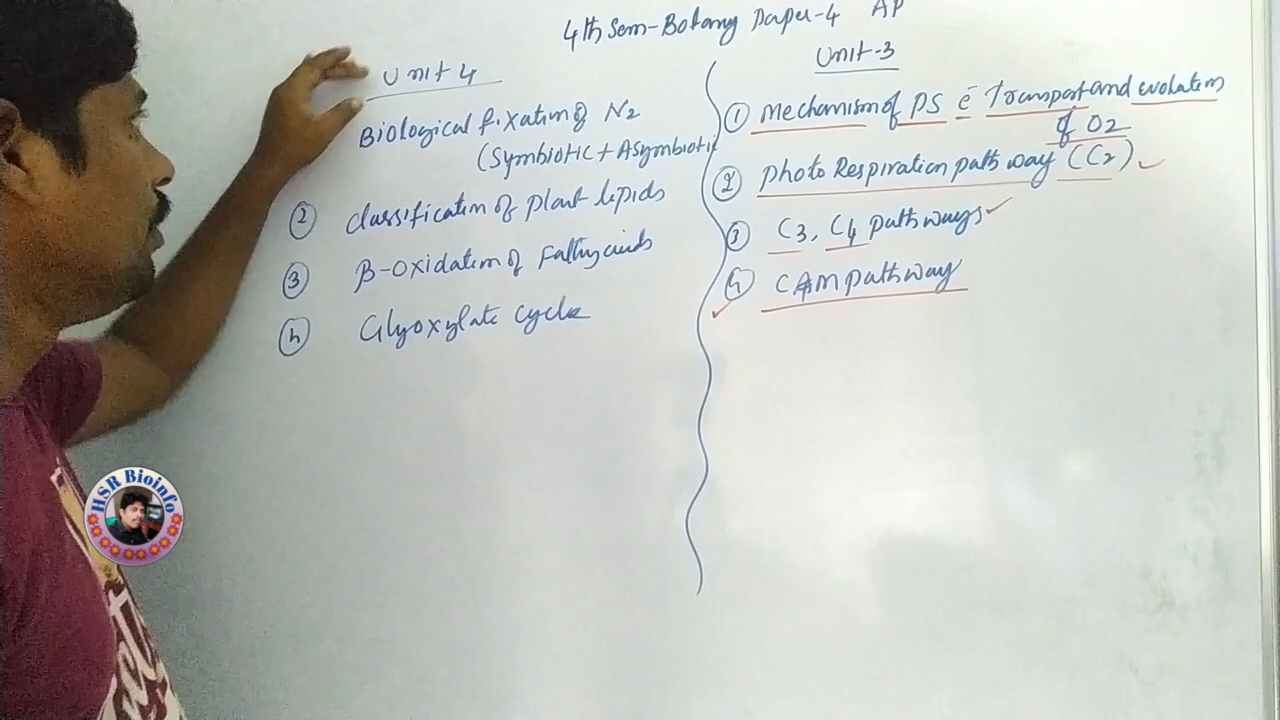 4th Sem-Botany Paper-4 AP
Unit 4
Biological fixation of N2
(Symbiotic + Asymbiotic
② Classification of plant lipids
③ β-Oxidation of Fatty acids
④ Glyoxylate cycle
Unit-3
① Mechanism of PS c̄ Transport and evolution
of O2
② Photo Respiration path way (C2) ✓
③ C3, C4 pathways ✓
④ CAM pathway
✓
HSR Bioinfo